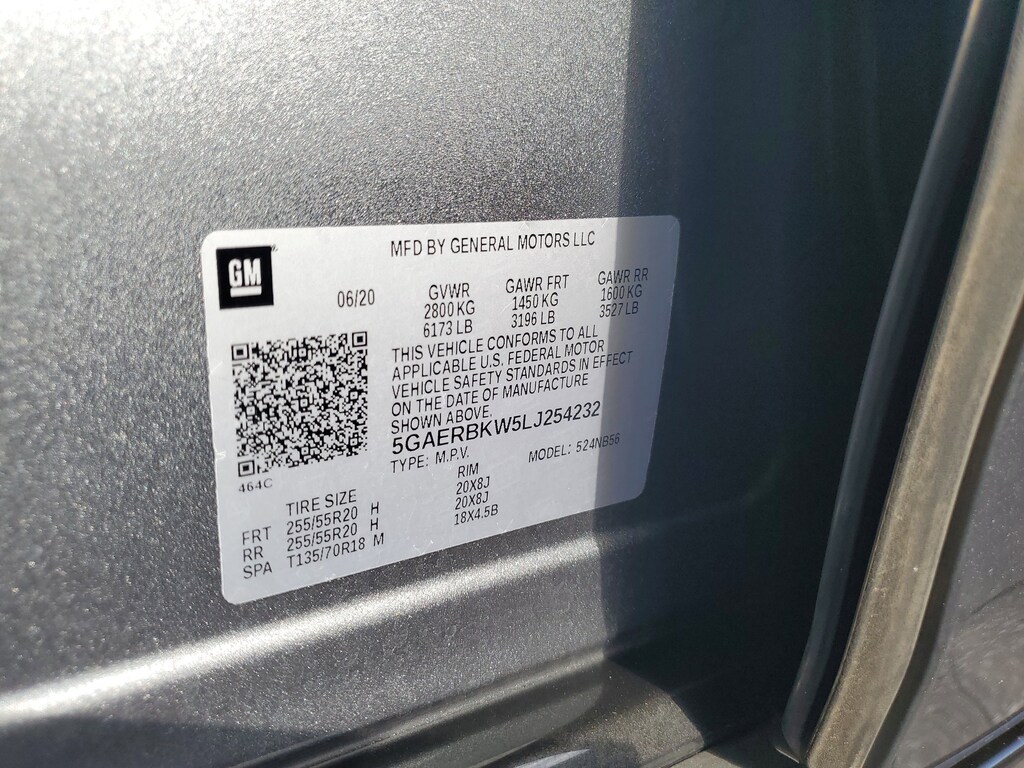 MFD BY GENERAL MOTORS LLC
GM
06/20
GVWR GAWR FRT GAWR RR
2800 KG 1450 KG 1600 KG
6173 LB 3196 LB 3527 LB
THIS VEHICLE CONFORMS TO ALL
APPLICABLE U.S. FEDERAL MOTOR
VEHICLE SAFETY STANDARDS IN EFFECT
ON THE DATE OF MANUFACTURE
SHOWN ABOVE.
5GAERBKW5LJ254232
TYPE: M.P.V. MODEL: 524NB56
464C
TIRE SIZE RIM
FRT 255/55R20 H 20X8J
RR 255/55R20 H 20X8J
SPA T135/70R18 M 18X4.5B